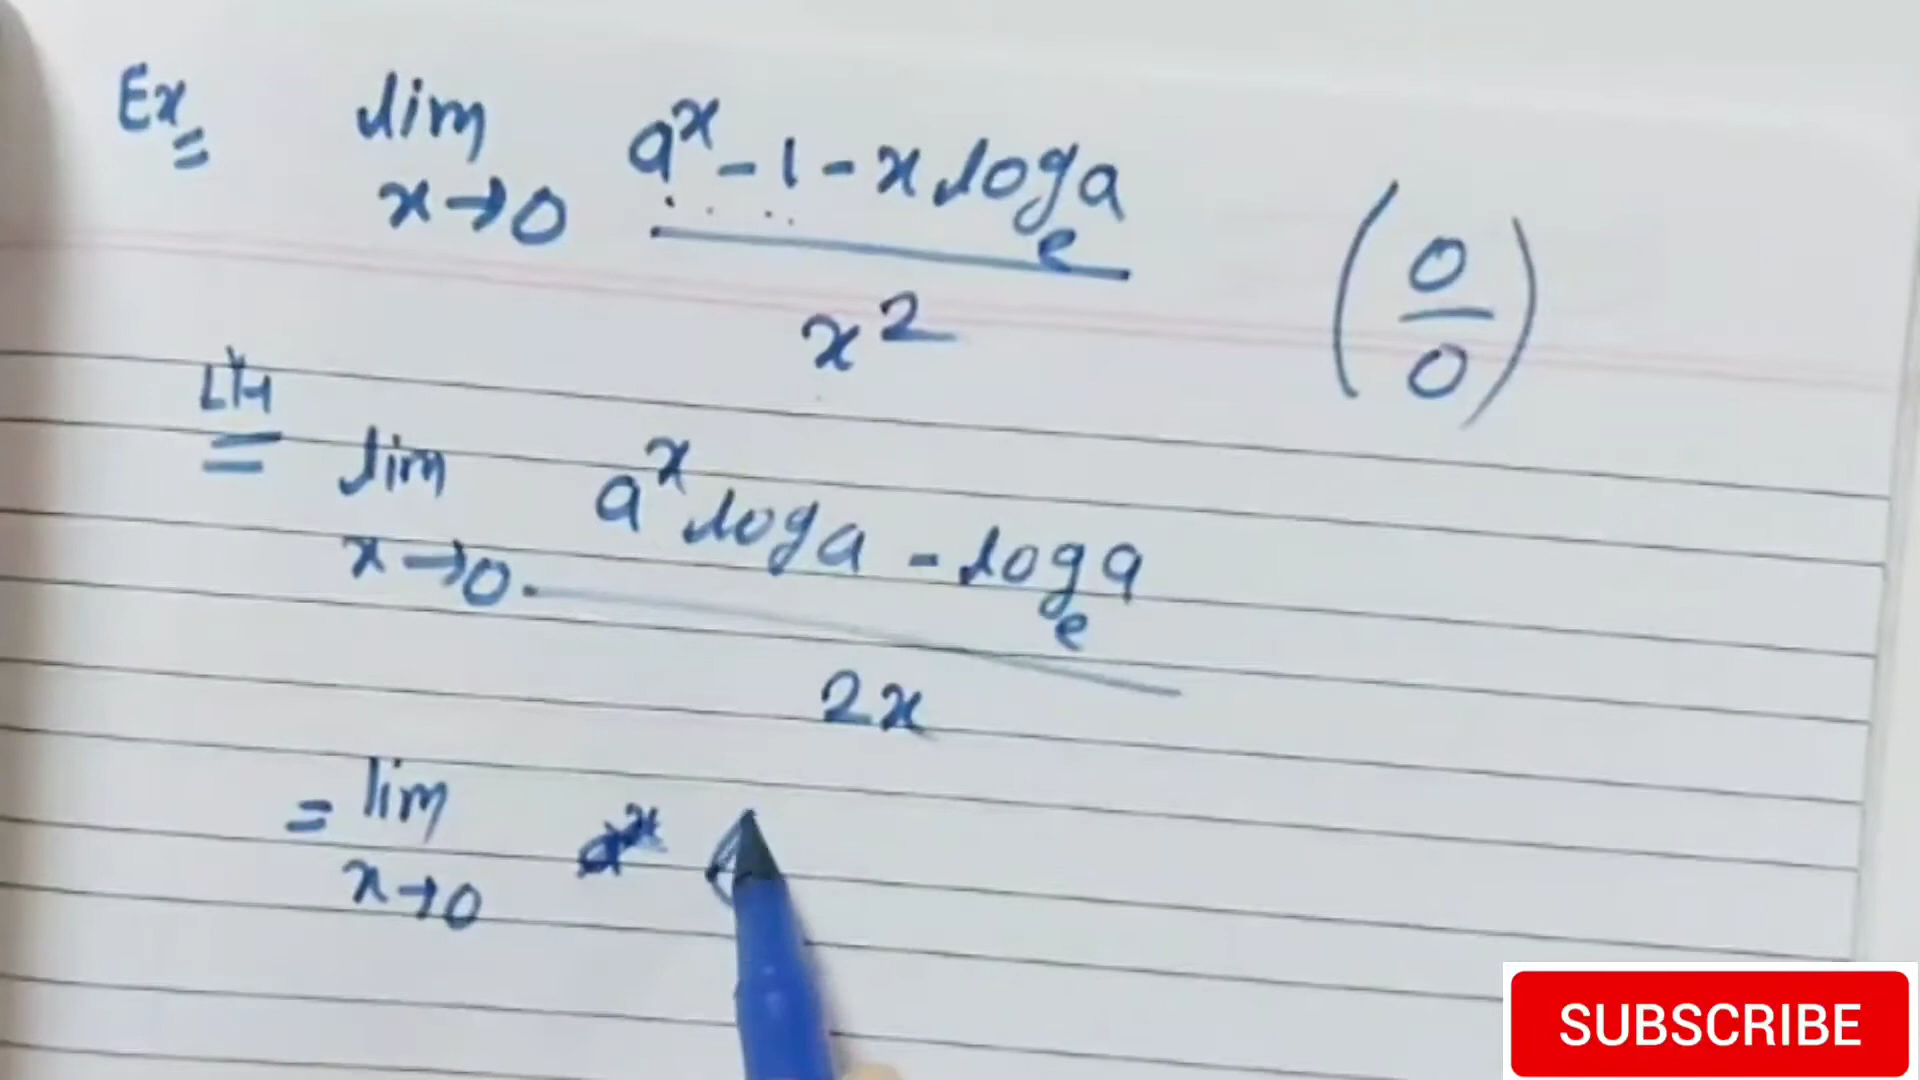 Ex lim x→0 (a^x - 1 - x log_e a) / x^2 (0/0)
LH = lim x→0 (a^x log a - log_e a) / 2x
= lim x→0 a^x (
SUBSCRIBE